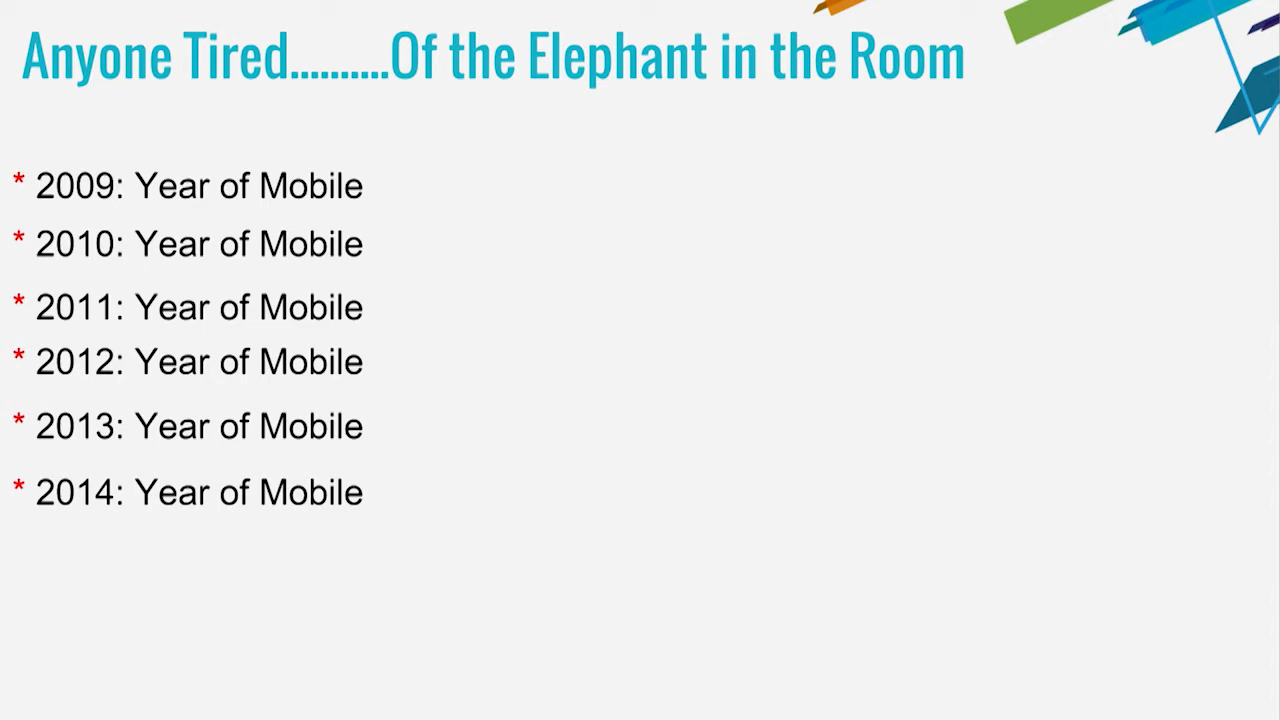 Anyone Tired..........Of the Elephant in the Room
* 2009: Year of Mobile
* 2010: Year of Mobile
* 2011: Year of Mobile
* 2012: Year of Mobile
* 2013: Year of Mobile
* 2014: Year of Mobile